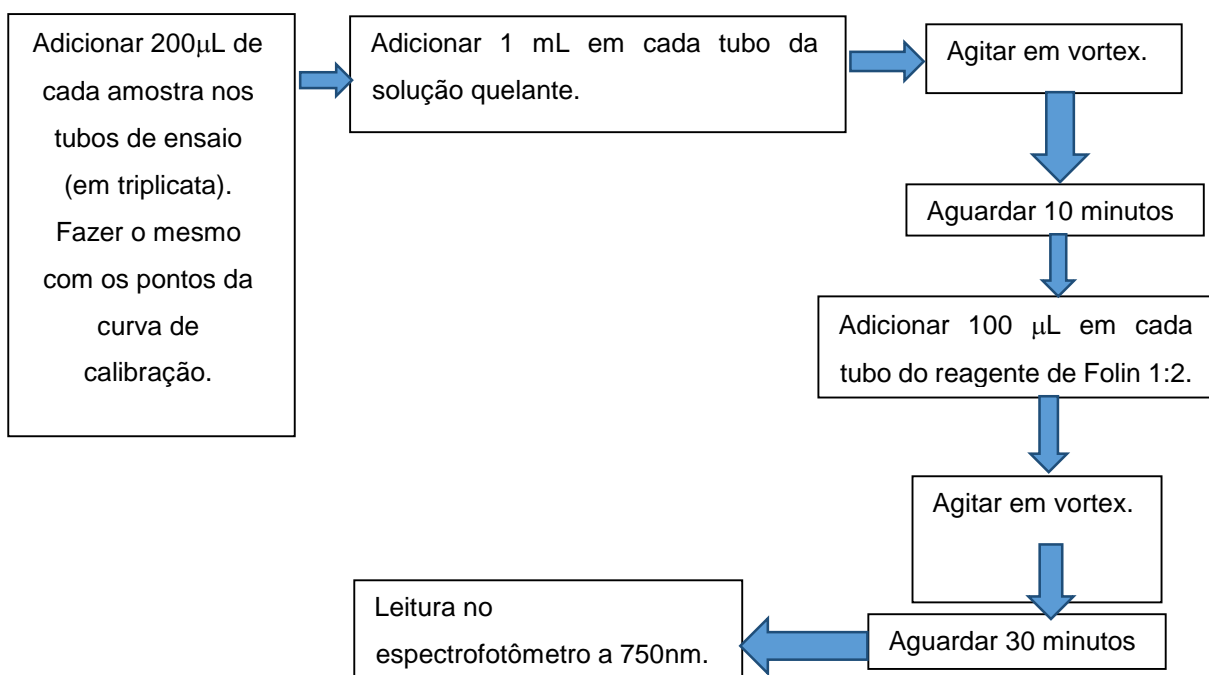 Adicionar 200μL de
cada amostra nos
tubos de ensaio
(em triplicata).
Fazer o mesmo
com os pontos da
curva de
calibração.
Adicionar 1 mL em cada tubo da
solução quelante.
Agitar em vortex.
Aguardar 10 minutos
Adicionar 100 μL em cada
tubo do reagente de Folin 1:2.
Agitar em vortex.
Aguardar 30 minutos
Leitura no
espectrofotômetro a 750nm.